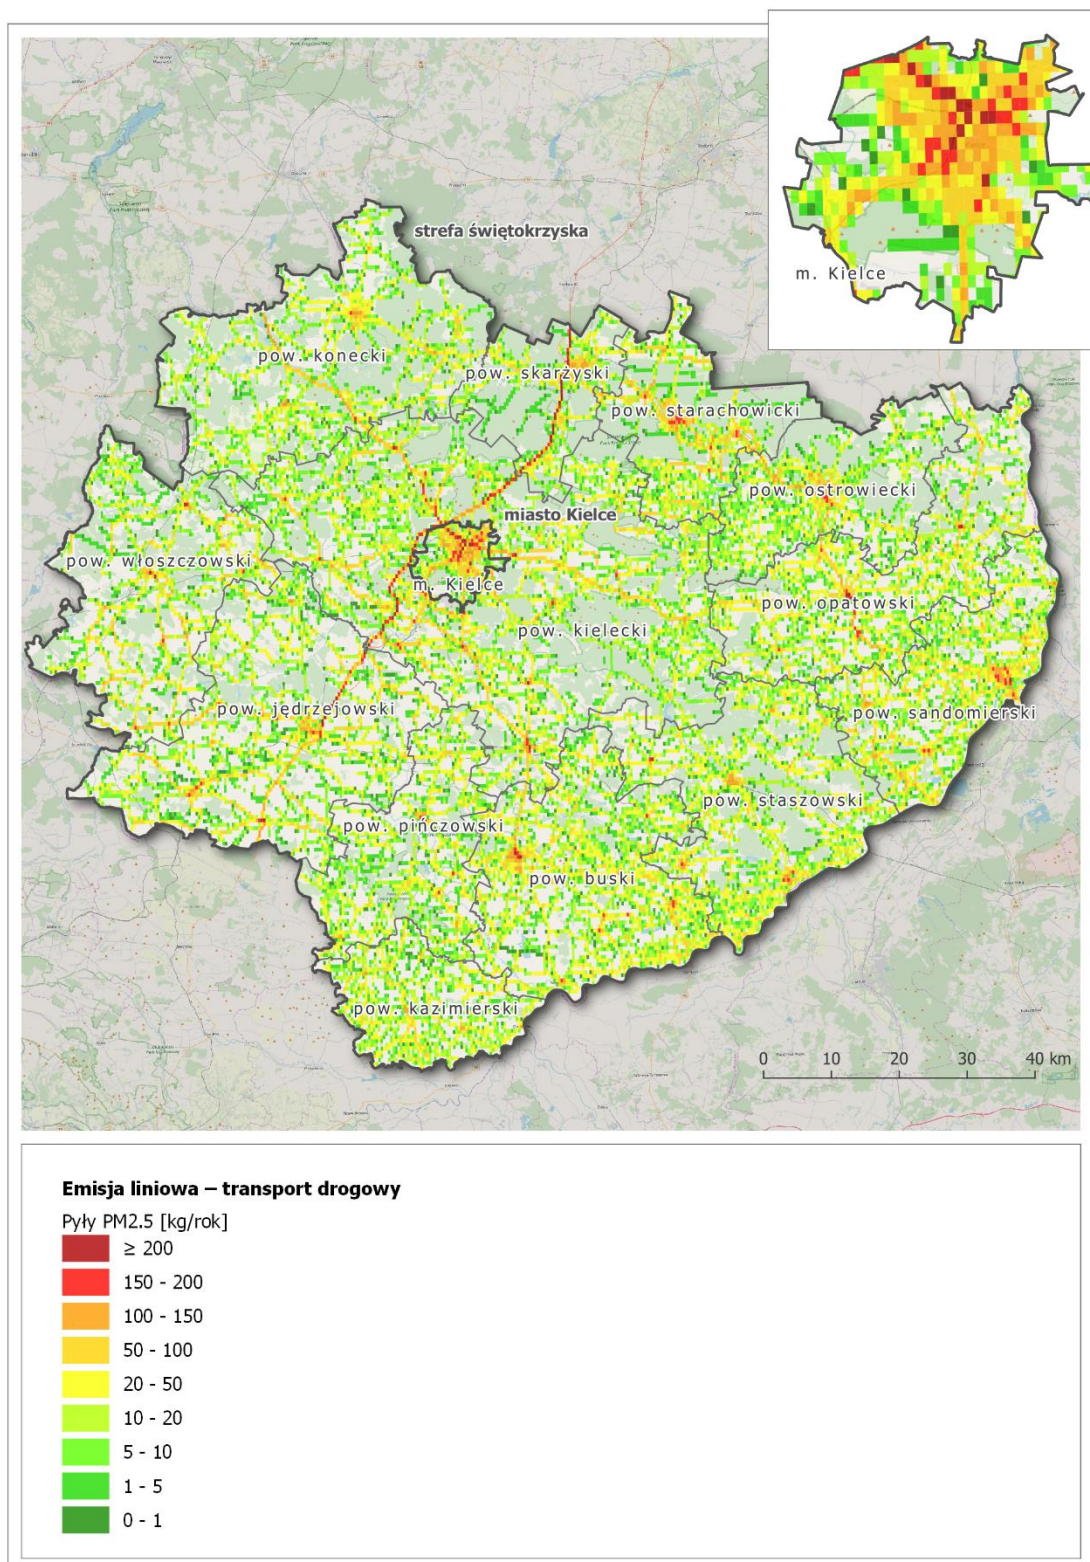 m. Kielce
strefa świętokrzyska
pow. konecki
pow. skarżyski
pow. starachowicki
pow. ostrowiecki
miasto Kielce
pow. włoszczowski
m. Kielce
pow. opatowski
pow. kielecki
pow. jędrzejowski
pow. sandomierski
pow. staszowski
pow. pińczowski
pow. buski
pow. kazimierski
0 10 20 30 40 km
Emisja liniowa – transport drogowy
Pyły PM2.5 [kg/rok]
≥ 200
150 - 200
100 - 150
50 - 100
20 - 50
10 - 20
5 - 10
1 - 5
0 - 1